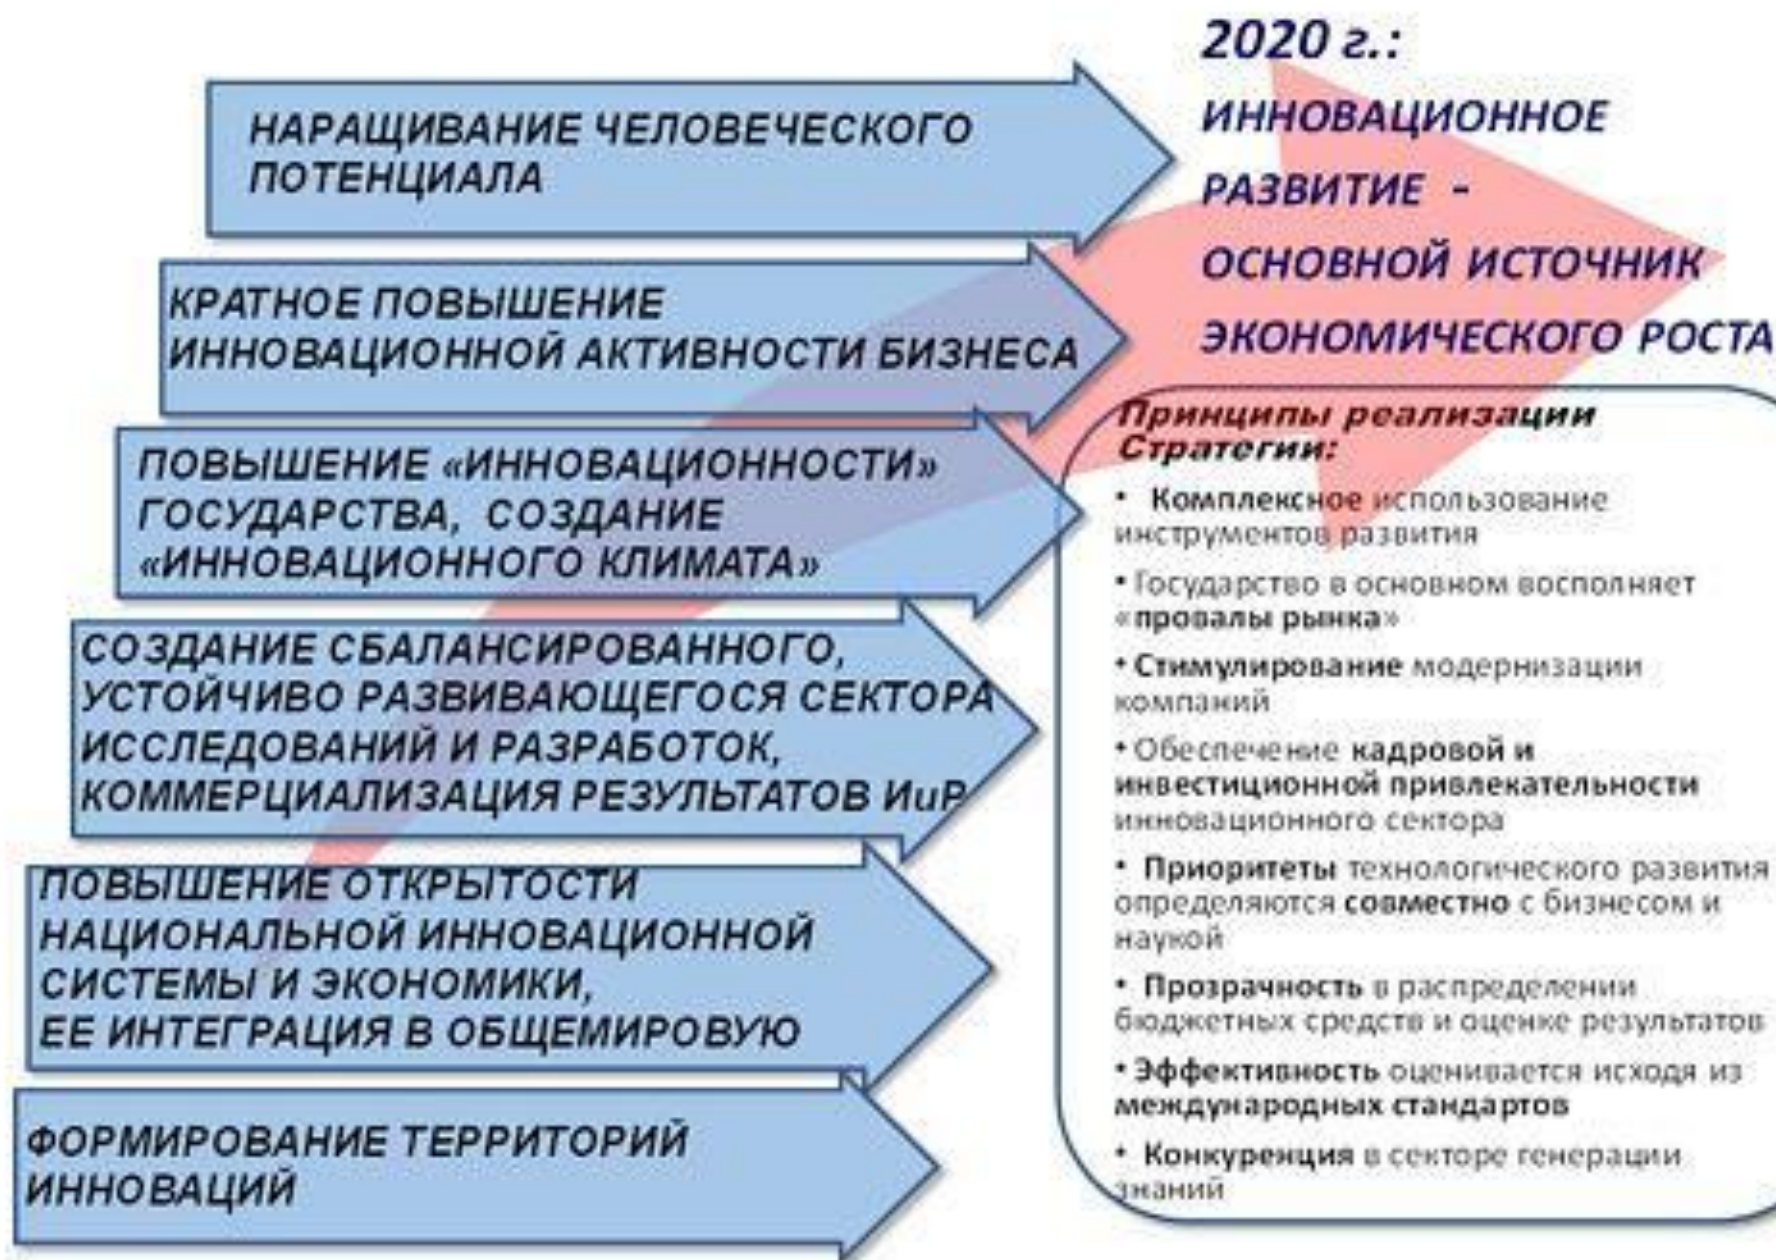 НАРАЩИВАНИЕ ЧЕЛОВЕЧЕСКОГО
ПОТЕНЦИАЛА
КРАТНОЕ ПОВЫШЕНИЕ
ИННОВАЦИОННОЙ АКТИВНОСТИ БИЗНЕСА
ПОВЫШЕНИЕ «ИННОВАЦИОННОСТИ»
ГОСУДАРСТВА, СОЗДАНИЕ
«ИННОВАЦИОННОГО КЛИМАТА»
СОЗДАНИЕ СБАЛАНСИРОВАННОГО,
УСТОЙЧИВО РАЗВИВАЮЩЕГОСЯ СЕКТОРА
ИССЛЕДОВАНИЙ И РАЗРАБОТОК,
КОММЕРЦИАЛИЗАЦИЯ РЕЗУЛЬТАТОВ ИиР
ПОВЫШЕНИЕ ОТКРЫТОСТИ
НАЦИОНАЛЬНОЙ ИННОВАЦИОННОЙ
СИСТЕМЫ И ЭКОНОМИКИ,
ЕЕ ИНТЕГРАЦИЯ В ОБЩЕМИРОВУЮ
ФОРМИРОВАНИЕ ТЕРРИТОРИЙ
ИННОВАЦИЙ
2020 г.:
ИННОВАЦИОННОЕ
РАЗВИТИЕ -
ОСНОВНОЙ ИСТОЧНИК
ЭКОНОМИЧЕСКОГО РОСТА
Принципы реализации
Стратегии:
• Комплексное использование
инструментов развития
• Государство в основном восполняет
«провалы рынка»
• Стимулирование модернизации
компаний
• Обеспечение кадровой и
инвестиционной привлекательности
инновационного сектора
• Приоритеты технологического развития
определяются совместно с бизнесом и
наукой
• Прозрачность в распределении
бюджетных средств и оценке результатов
• Эффективность оценивается исходя из
международных стандартов
• Конкуренция в секторе генерации
знаний